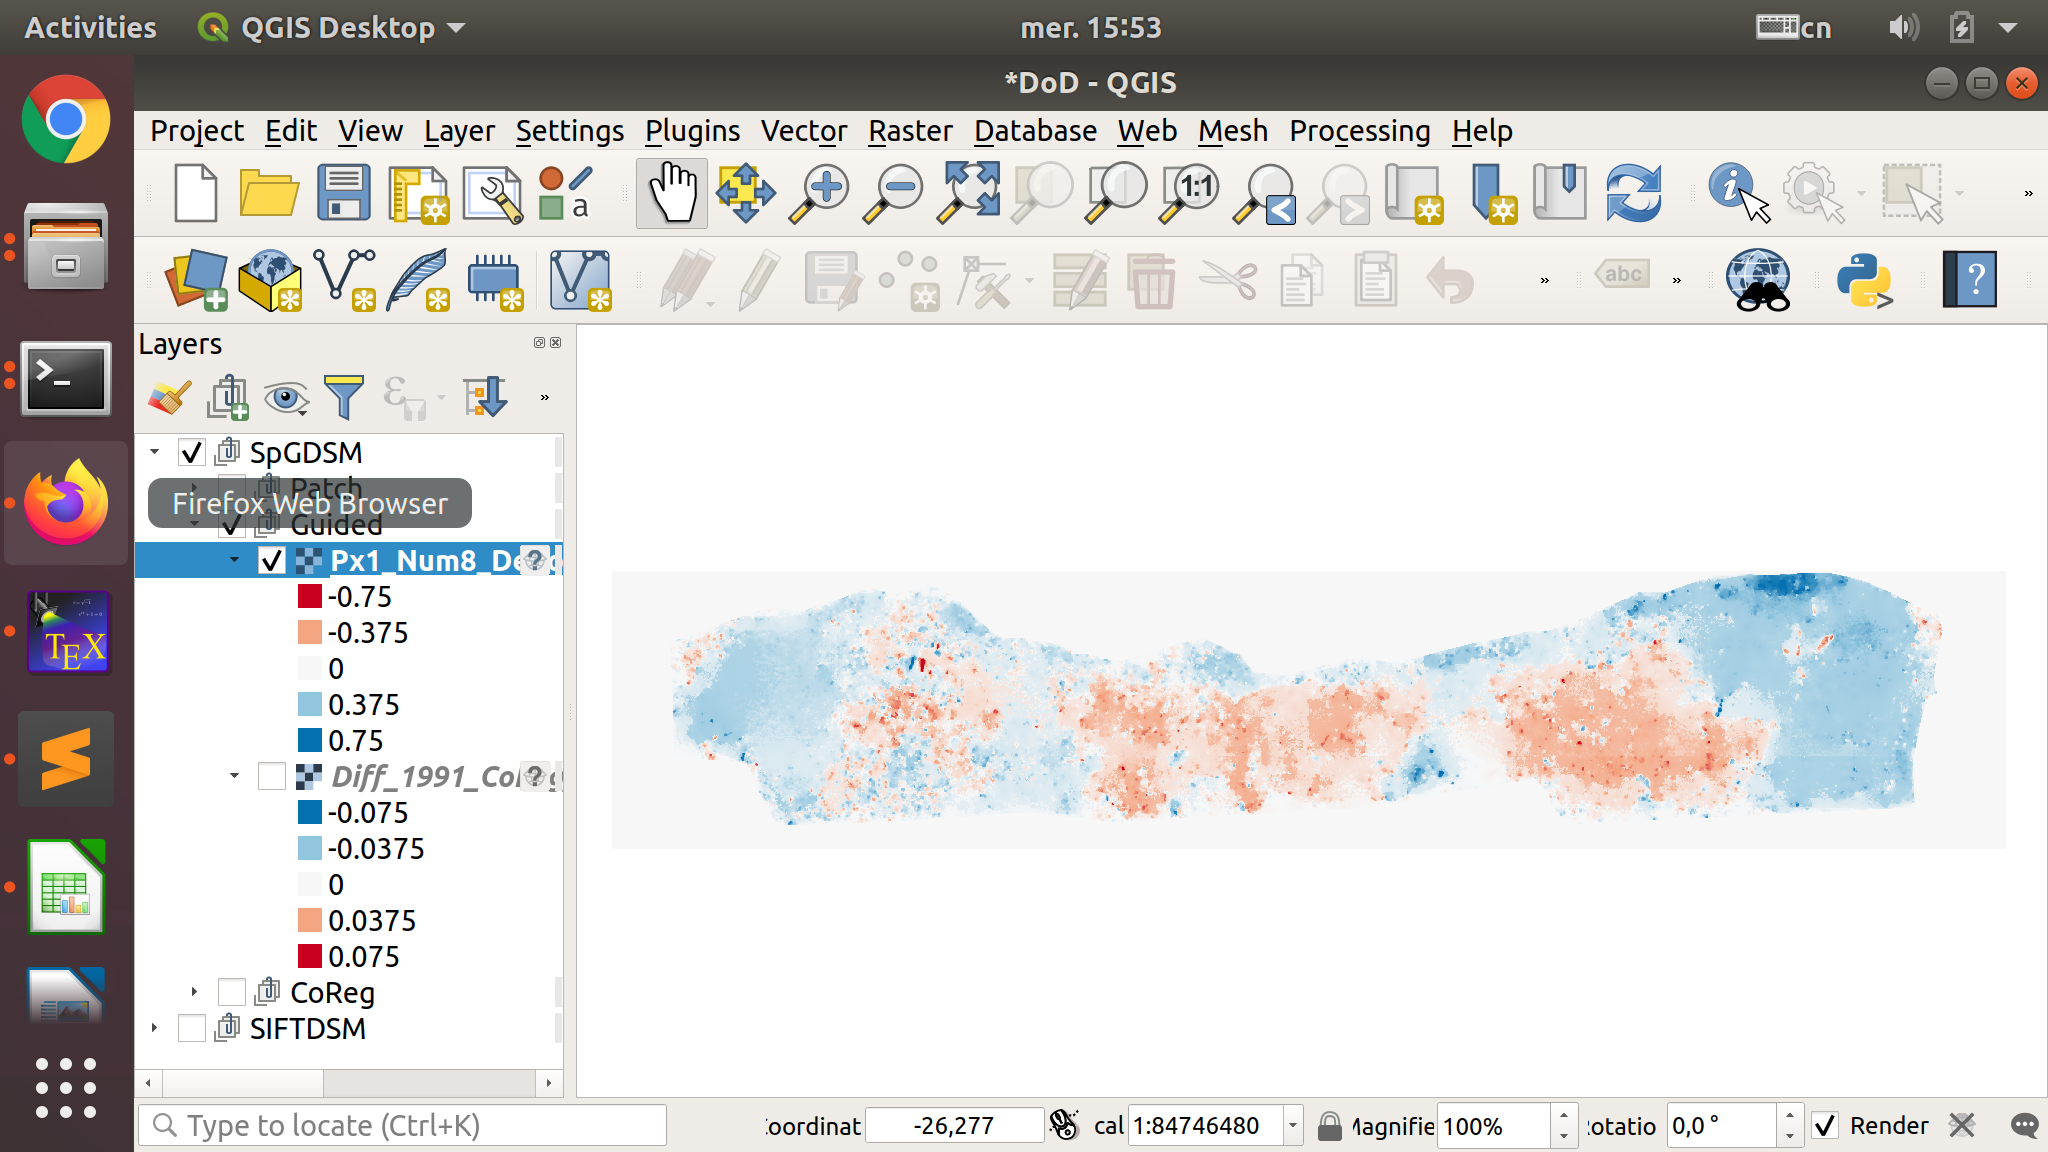 Activities QGIS Desktop mer. 15:53 cn
*DoD - QGIS
Project Edit View Layer Settings Plugins Vector Raster Database Web Mesh Processing Help
1:1
a
abc
Layers
SpGDSM
Patch
Firefox Web Browser
Guided
Px1_Num8_De
-0.75
-0.375
0
0.375
0.75
Diff_1991_Co
-0.075
-0.0375
0
0.0375
0.075
CoReg
SIFTDSM
TEX
Type to locate (Ctrl+K) oordinat -26,277 cal 1:84746480 Magnifie 100% otatio 0,0 ° Render